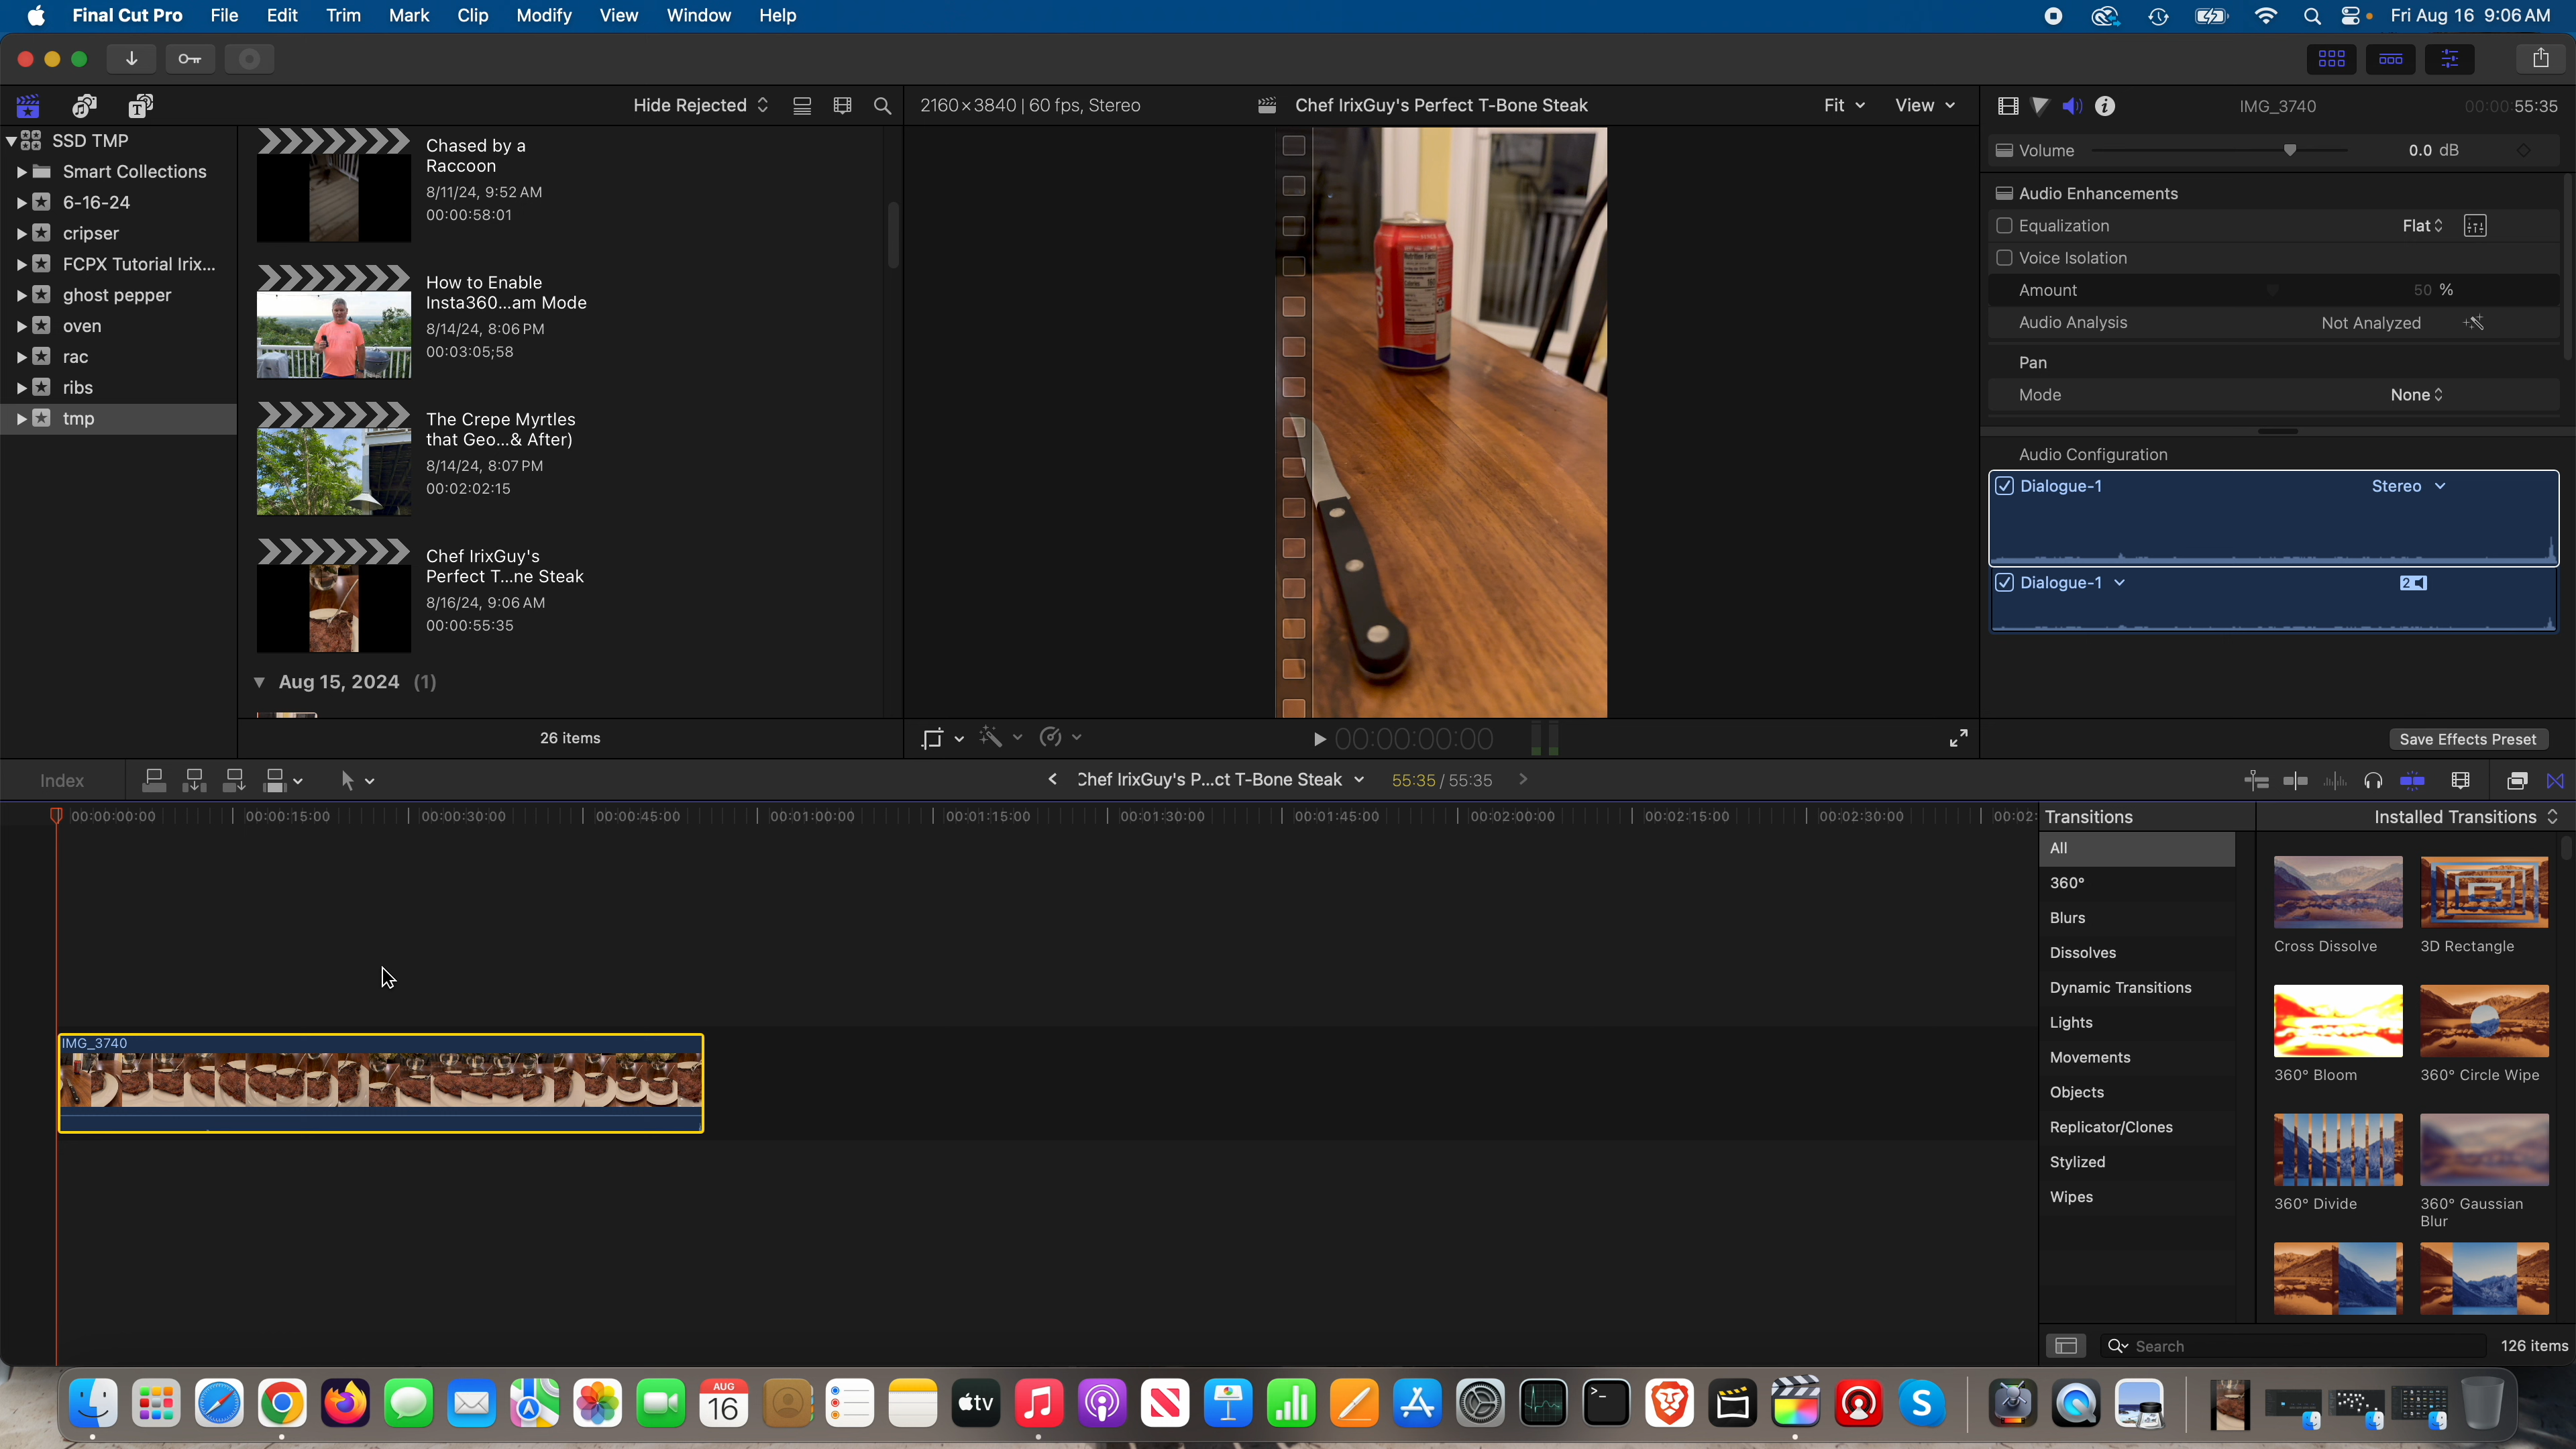 Final Cut Pro File Edit Trim Mark Clip Modify View Window Help Fri Aug 16 9:06 AM
Hide Rejected
2160 × 3840 | 60 fps, Stereo
Chef IrixGuy's Perfect T-Bone Steak
Fit
View
IMG_3740
00:00:55:35
SSD TMP
Smart Collections
6-16-24
cripser
FCPX Tutorial Irix...
ghost pepper
oven
rac
ribs
tmp
Chased by a
Raccoon
8/11/24, 9:52 AM
00:00:58:01
How to Enable
Insta360...am Mode
8/14/24, 8:06 PM
00:03:05;58
The Crepe Myrtles
that Geo...& After)
8/14/24, 8:07 PM
00:02:02:15
Chef IrixGuy's
Perfect T...ne Steak
8/16/24, 9:06 AM
00:00:55:35
Aug 15, 2024 (1)
26 items
COLA
00:00:00:00
Volume 0.0 dB
Audio Enhancements
Equalization Flat
Voice Isolation
Amount 50 %
Audio Analysis Not Analyzed
Pan
Mode None
Audio Configuration
Dialogue-1 Stereo
Dialogue-1 2
Save Effects Preset
Index
Chef IrixGuy's P...ct T-Bone Steak
55:35 / 55:35
00:00:00:00 00:00:15:00 00:00:30:00 00:00:45:00 00:01:00:00 00:01:15:00 00:01:30:00 00:01:45:00 00:02:00:00 00:02:15:00 00:02:30:00 00:02:
IMG_3740
Transitions
Installed Transitions
All
360°
Blurs
Dissolves
Dynamic Transitions
Lights
Movements
Objects
Replicator/Clones
Stylized
Wipes
Cross Dissolve
3D Rectangle
360° Bloom
360° Circle Wipe
360° Divide
360° Gaussian
Blur
Search
126 items
AUG
16
tv